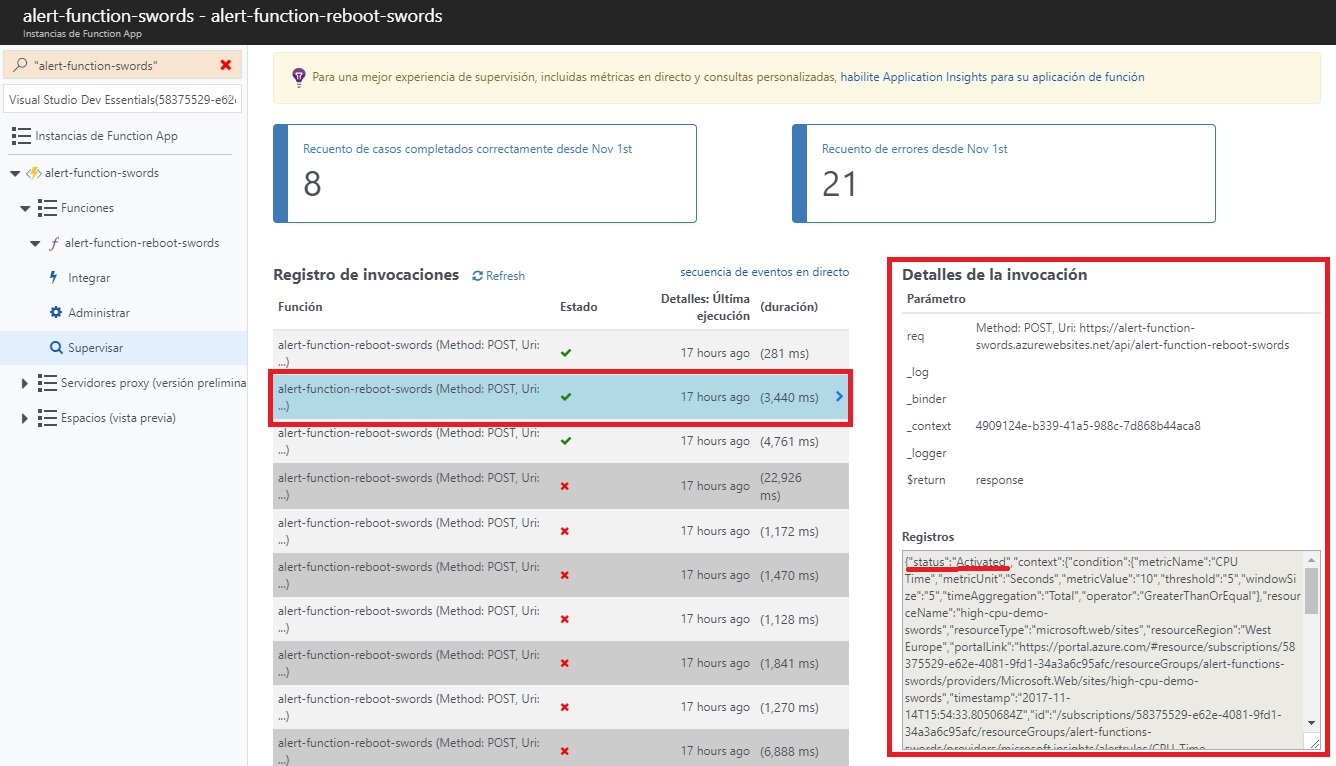 alert-function-swords - alert-function-reboot-swords
Instancias de Function App
"alert-function-swords"
Visual Studio Dev Essentials(58375529-e62e
Instancias de Function App
alert-function-swords
Funciones
alert-function-reboot-swords
Integrar
Administrar
Supervisar
Servidores proxy (versión prelimina
Espacios (vista previa)
Para una mejor experiencia de supervisión, incluidas métricas en directo y consultas personalizadas, habilite Application Insights para su aplicación de función
Recuento de casos completados correctamente desde Nov 1st
8
Recuento de errores desde Nov 1st
21
Registro de invocaciones Refresh secuencia de eventos en directo
Función Estado Detalles: Última (duración)
ejecución
alert-function-reboot-swords (Method: POST, Uri: 17 hours ago (281 ms)
...)
alert-function-reboot-swords (Method: POST, Uri: 17 hours ago (3,440 ms)
...)
alert-function-reboot-swords (Method: POST, Uri: 17 hours ago (4,761 ms)
...)
alert-function-reboot-swords (Method: POST, Uri: 17 hours ago (22,926
...) ms)
alert-function-reboot-swords (Method: POST, Uri: 17 hours ago (1,172 ms)
...)
alert-function-reboot-swords (Method: POST, Uri: 17 hours ago (1,470 ms)
...)
alert-function-reboot-swords (Method: POST, Uri: 17 hours ago (1,128 ms)
...)
alert-function-reboot-swords (Method: POST, Uri: 17 hours ago (1,841 ms)
...)
alert-function-reboot-swords (Method: POST, Uri: 17 hours ago (1,270 ms)
...)
alert-function-reboot-swords (Method: POST, Uri: 17 hours ago (6,888 ms)
...)
Detalles de la invocación
Parámetro
req Method: POST, Uri: https://alert-function-
swords.azurewebsites.net/api/alert-function-reboot-swords
_log
_binder
_context 4909124e-b339-41a5-988c-7d868b44aca8
_logger
$return response
Registros
{"status":"Activated","context":{"condition":{"metricName":"CPU
Time","metricUnit":"Seconds","metricValue":"10","threshold":"5","windowSi
ze":"5","timeAggregation":"Total","operator":"GreaterThanOrEqual"},"resour
ceName":"high-cpu-demo-
swords","resourceType":"microsoft.web/sites","resourceRegion":"West
Europe","portalLink":"https://portal.azure.com/#resource/subscriptions/58
375529-e62e-4081-9fd1-34a3a6c95afc/resourceGroups/alert-functions-
swords/providers/Microsoft.Web/sites/high-cpu-demo-
swords","timestamp":"2017-11-
14T15:54:33.8050684Z","id":"/subscriptions/58375529-e62e-4081-9fd1-
34a3a6c95afc/resourceGroups/alert-functions-
swords/providers/microsoft.insights/alertrules/CPU-Time